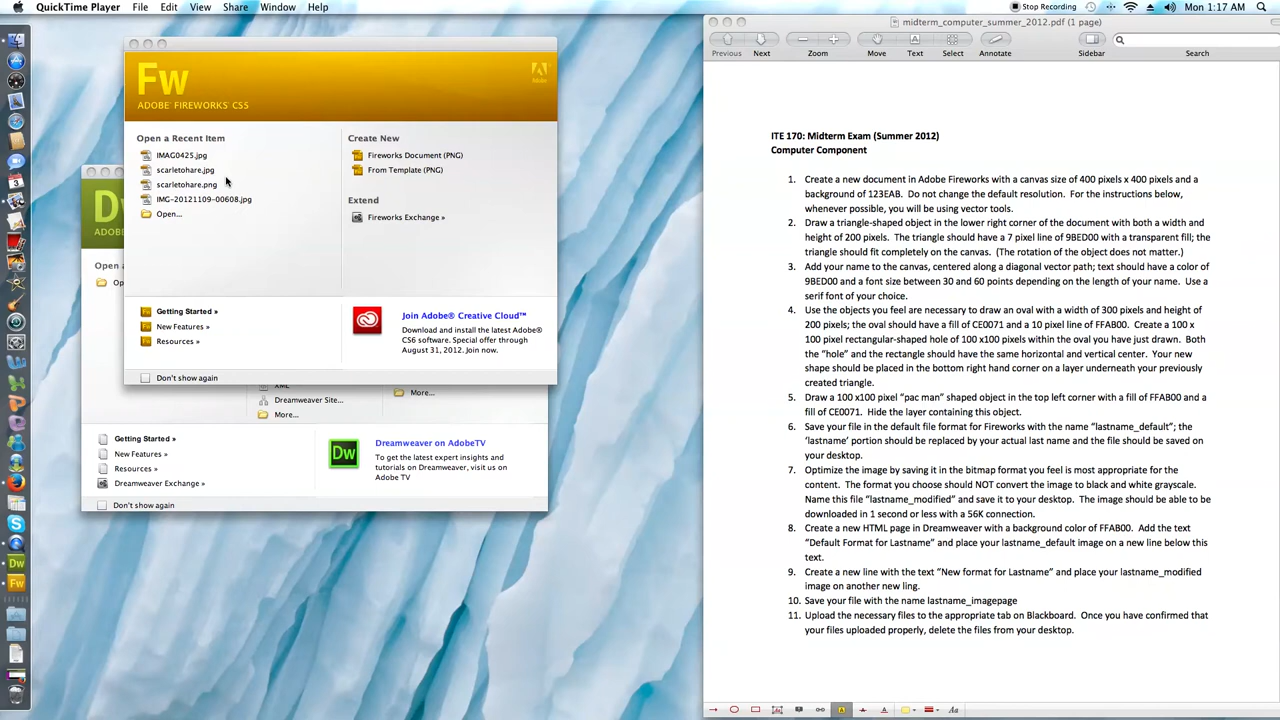 QuickTime Player File Edit View Share Window Help
Stop Recording Mon 1:17 AM
Fw
ADOBE® FIREWORKS® CS5
Adobe
Open a Recent Item
IMAG0425.jpg
scarletohare.jpg
scarletohare.png
IMG-20121109-00608.jpg
Open...
Create New
Fireworks Document (PNG)
From Template (PNG)
Extend
Fireworks Exchange »
Getting Started »
New Features »
Resources »
Join Adobe® Creative Cloud™
Download and install the latest Adobe®
CS6 software. Special offer through
August 31, 2012. Join now.
Don't show again
More...
Dreamweaver Site...
More...
Getting Started »
New Features »
Resources »
Dreamweaver Exchange »
Dw
Dreamweaver on AdobeTV
To get the latest expert insights and
tutorials on Dreamweaver, visit us on
Adobe TV
Don't show again
midterm_computer_summer_2012.pdf (1 page)
Previous Next Zoom Move Text Select Annotate Sidebar Search
ITE 170: Midterm Exam (Summer 2012)
Computer Component
1. Create a new document in Adobe Fireworks with a canvas size of 400 pixels x 400 pixels and a
background of 123EAB. Do not change the default resolution. For the instructions below,
whenever possible, you will be using vector tools.
2. Draw a triangle-shaped object in the lower right corner of the document with both a width and
height of 200 pixels. The triangle should have a 7 pixel line of 9BED00 with a transparent fill; the
triangle should fit completely on the canvas. (The rotation of the object does not matter.)
3. Add your name to the canvas, centered along a diagonal vector path; text should have a color of
9BED00 and a font size between 30 and 60 points depending on the length of your name. Use a
serif font of your choice.
4. Use the objects you feel are necessary to draw an oval with a width of 300 pixels and height of
200 pixels; the oval should have a fill of CE0071 and a 10 pixel line of FFAB00. Create a 100 x
100 pixel rectangular-shaped hole of 100 x100 pixels within the oval you have just drawn. Both
the "hole" and the rectangle should have the same horizontal and vertical center. Your new
shape should be placed in the bottom right hand corner on a layer underneath your previously
created triangle.
5. Draw a 100 x100 pixel "pac man" shaped object in the top left corner with a fill of FFAB00 and a
fill of CE0071. Hide the layer containing this object.
6. Save your file in the default file format for Fireworks with the name "lastname_default"; the
'lastname' portion should be replaced by your actual last name and the file should be saved on
your desktop.
7. Optimize the image by saving it in the bitmap format you feel is most appropriate for the
content. The format you choose should NOT convert the image to black and white grayscale.
Name this file "lastname_modified" and save it to your desktop. The image should be able to be
downloaded in 1 second or less with a 56K connection.
8. Create a new HTML page in Dreamweaver with a background color of FFAB00. Add the text
"Default Format for Lastname" and place your lastname_default image on a new line below this
text.
9. Create a new line with the text "New format for Lastname" and place your lastname_modified
image on another new ling.
10. Save your file with the name lastname_imagepage
11. Upload the necessary files to the appropriate tab on Blackboard. Once you have confirmed that
your files uploaded properly, delete the files from your desktop.